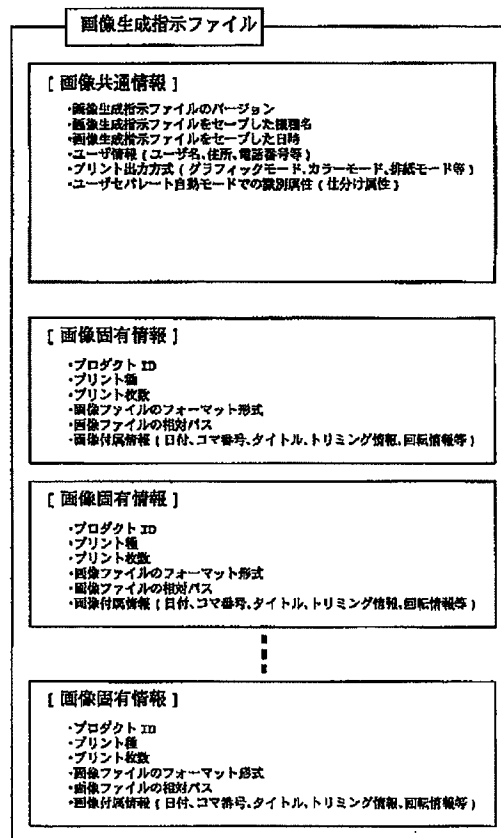 画像生成指示ファイル
[ 画像共通情報 ]
・画像生成指示ファイルのバージョン
・画像生成指示ファイルをセーブした機種名
・画像生成指示ファイルをセーブした日時
・ユーザ情報 ( ユーザ名、住所、電話番号等 )
・プリント出力方式 ( グラフィックモード、カラーモード、排紙モード等 )
・ユーザセパレート自動モードでの識別属性 ( 仕分け属性 )
[ 画像固有情報 ]
・プロダクト ID
・プリント種
・プリント枚数
・画像ファイルのフォーマット形式
・画像ファイルの相対パス
・画像付属情報 ( 日付、コマ番号、タイトル、トリミング情報、回転情報等 )
[ 画像固有情報 ]
・プロダクト ID
・プリント種
・プリント枚数
・画像ファイルのフォーマット形式
・画像ファイルの相対パス
・画像付属情報 ( 日付、コマ番号、タイトル、トリミング情報、回転情報等 )
[ 画像固有情報 ]
・プロダクト ID
・プリント種
・プリント枚数
・画像ファイルのフォーマット形式
・画像ファイルの相対パス
・画像付属情報 ( 日付、コマ番号、タイトル、トリミング情報、回転情報等 )